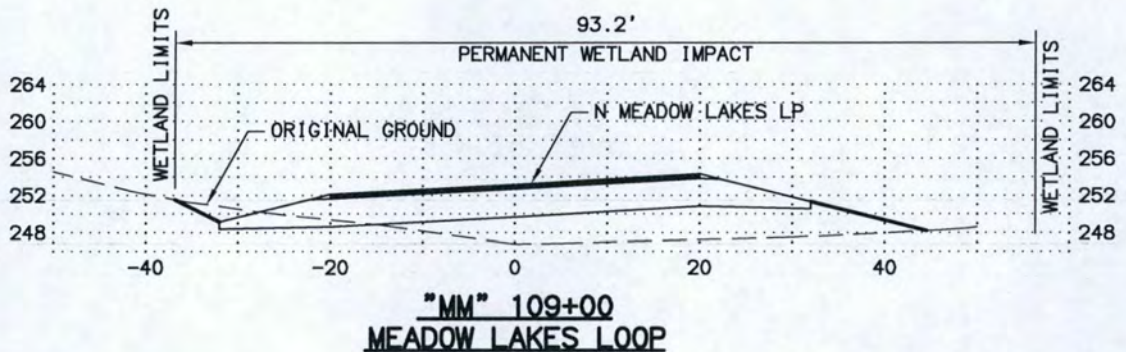 93.2'
PERMANENT WETLAND IMPACT
WETLAND LIMITS
WETLAND LIMITS
264
260
256
252
248
ORIGINAL GROUND
N MEADOW LAKES LP
264
260
256
252
248
-40
-20
0
20
40
"MM" 109+00
MEADOW LAKES LOOP